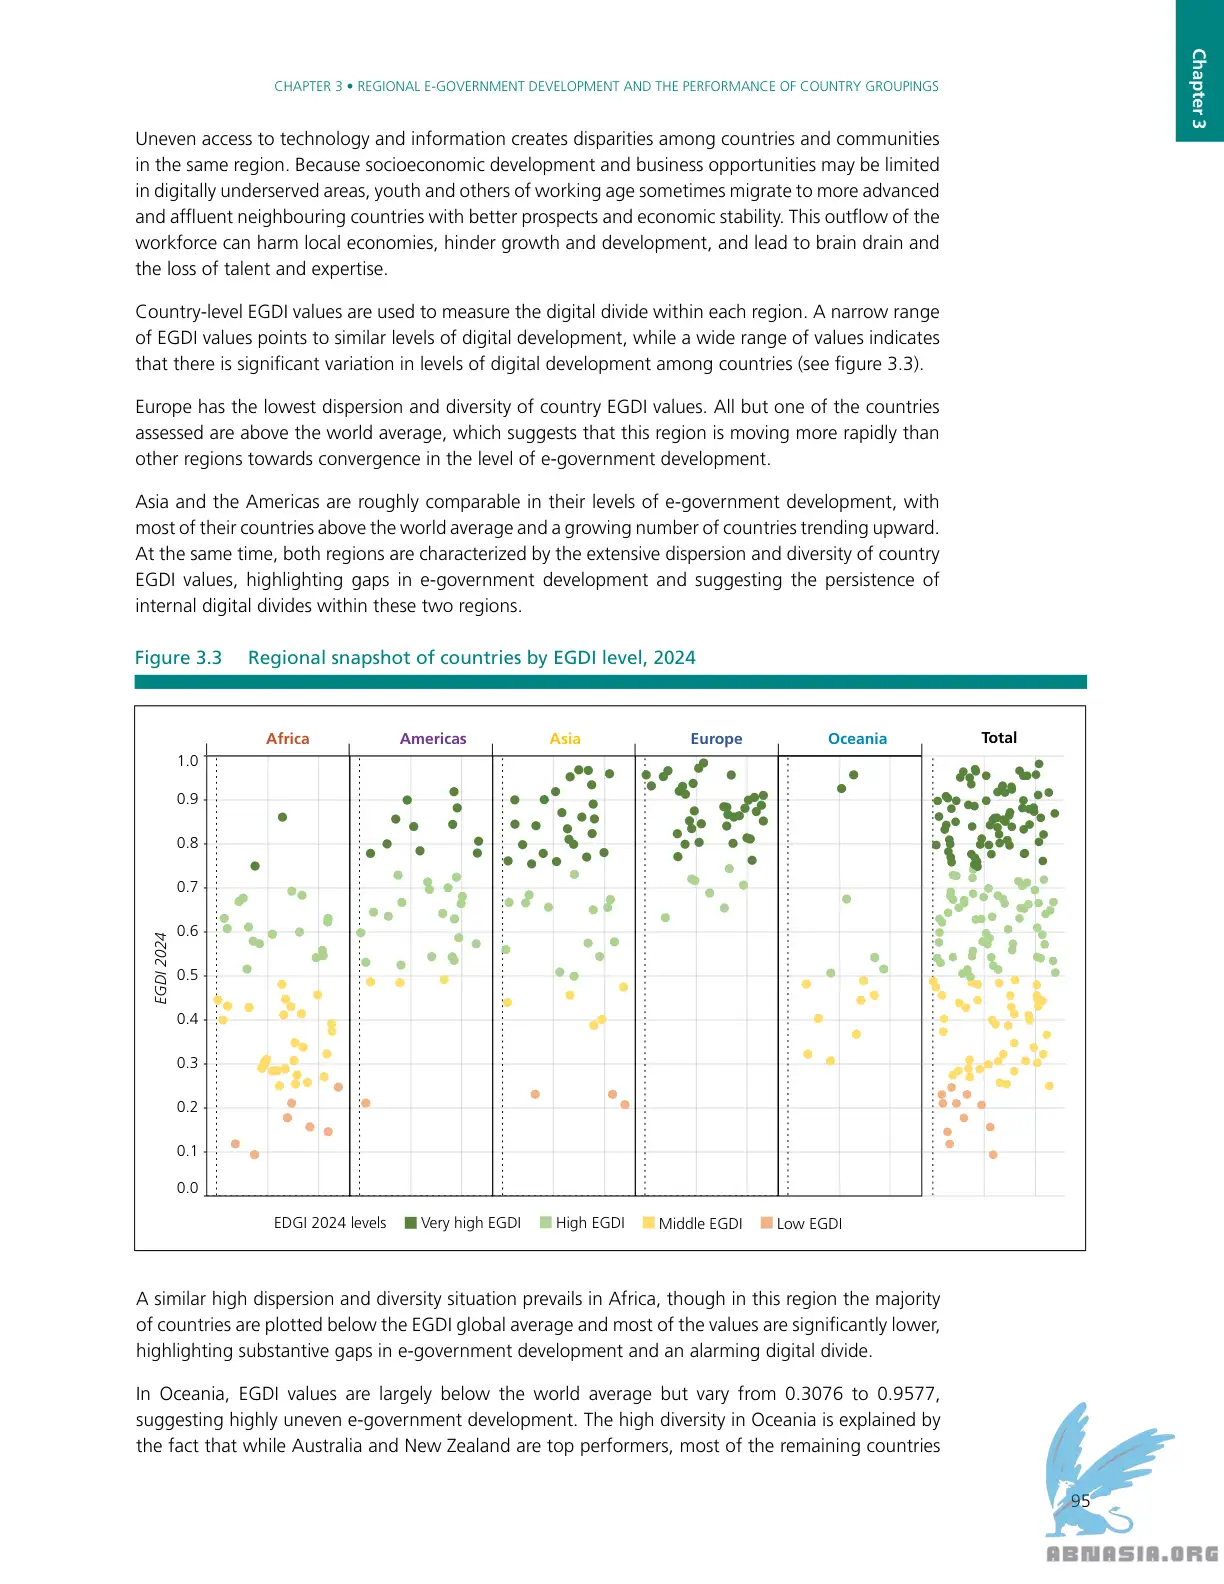 Chapter 3
CHAPTER 3 • REGIONAL E-GOVERNMENT DEVELOPMENT AND THE PERFORMANCE OF COUNTRY GROUPINGS
Uneven access to technology and information creates disparities among countries and communities
in the same region. Because socioeconomic development and business opportunities may be limited
in digitally underserved areas, youth and others of working age sometimes migrate to more advanced
and affluent neighbouring countries with better prospects and economic stability. This outflow of the
workforce can harm local economies, hinder growth and development, and lead to brain drain and
the loss of talent and expertise.
Country-level EGDI values are used to measure the digital divide within each region. A narrow range
of EGDI values points to similar levels of digital development, while a wide range of values indicates
that there is significant variation in levels of digital development among countries (see figure 3.3).
Europe has the lowest dispersion and diversity of country EGDI values. All but one of the countries
assessed are above the world average, which suggests that this region is moving more rapidly than
other regions towards convergence in the level of e-government development.
Asia and the Americas are roughly comparable in their levels of e-government development, with
most of their countries above the world average and a growing number of countries trending upward.
At the same time, both regions are characterized by the extensive dispersion and diversity of country
EGDI values, highlighting gaps in e-government development and suggesting the persistence of
internal digital divides within these two regions.
Figure 3.3 Regional snapshot of countries by EGDI level, 2024
Africa Americas Asia Europe Oceania Total
1.0
0.9
0.8
0.7
0.6
0.5
0.4
0.3
0.2
0.1
0.0
EGDI 2024
EDGI 2024 levels Very high EGDI High EGDI Middle EGDI Low EGDI
A similar high dispersion and diversity situation prevails in Africa, though in this region the majority
of countries are plotted below the EGDI global average and most of the values are significantly lower,
highlighting substantive gaps in e-government development and an alarming digital divide.
In Oceania, EGDI values are largely below the world average but vary from 0.3076 to 0.9577,
suggesting highly uneven e-government development. The high diversity in Oceania is explained by
the fact that while Australia and New Zealand are top performers, most of the remaining countries
95
ABNASIA.ORG